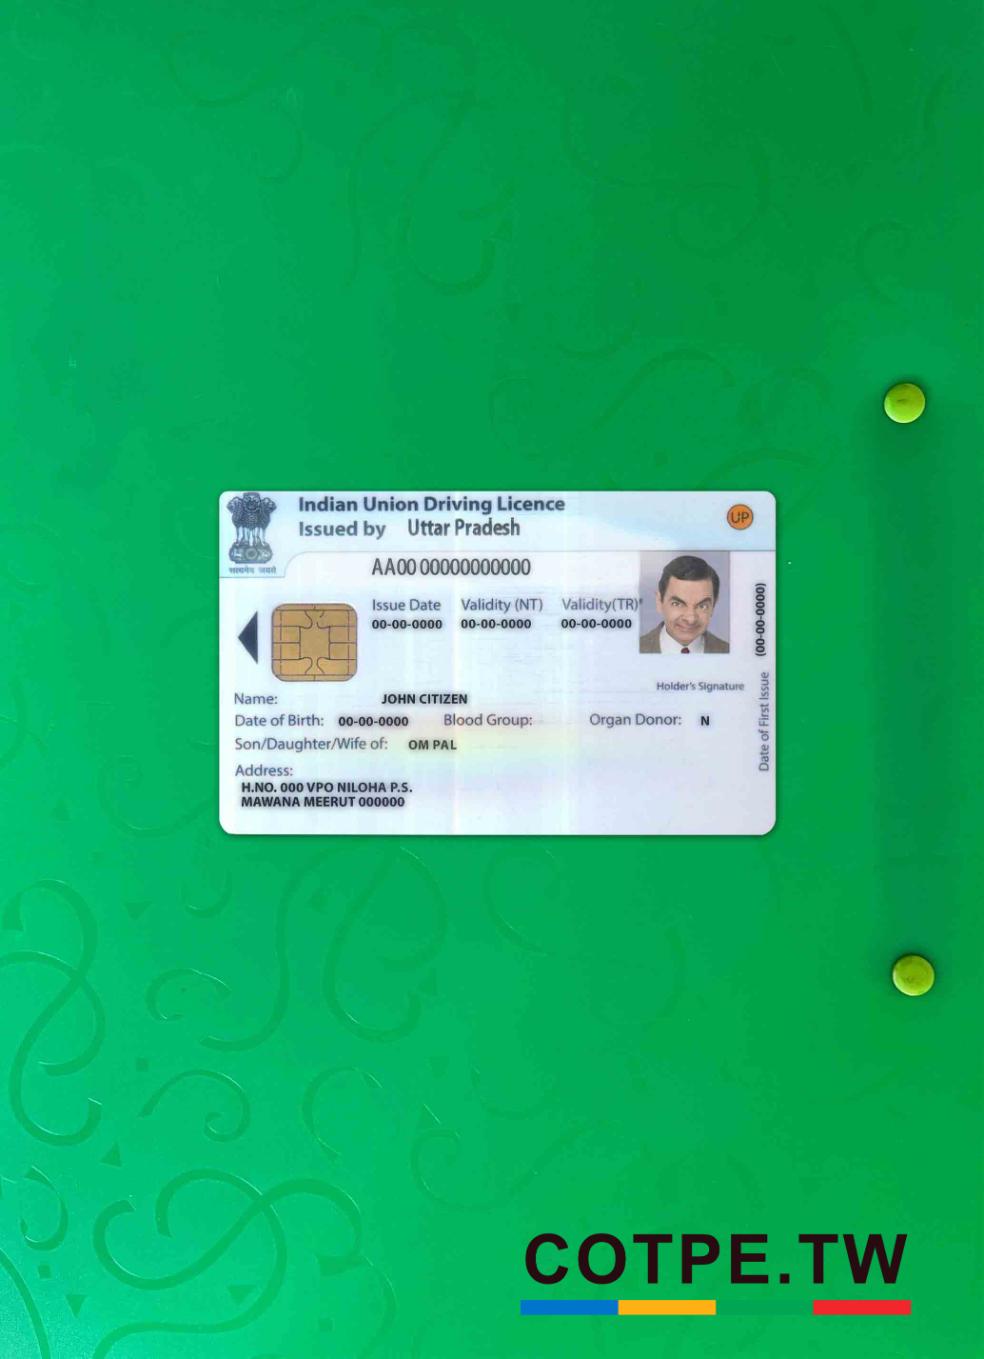 Indian Union Driving Licence
Issued by Uttar Pradesh
UP
सत्यमेव जयते
AA00 00000000000
Issue Date Validity (NT) Validity(TR)*
00-00-0000 00-00-0000 00-00-0000
Holder's Signature
Date of First Issue (00-00-0000)
Name: JOHN CITIZEN
Date of Birth: 00-00-0000 Blood Group: Organ Donor: N
Son/Daughter/Wife of: OM PAL
Address:
H.NO. 000 VPO NILOHA P.S.
MAWANA MEERUT 000000
COTPE.TW